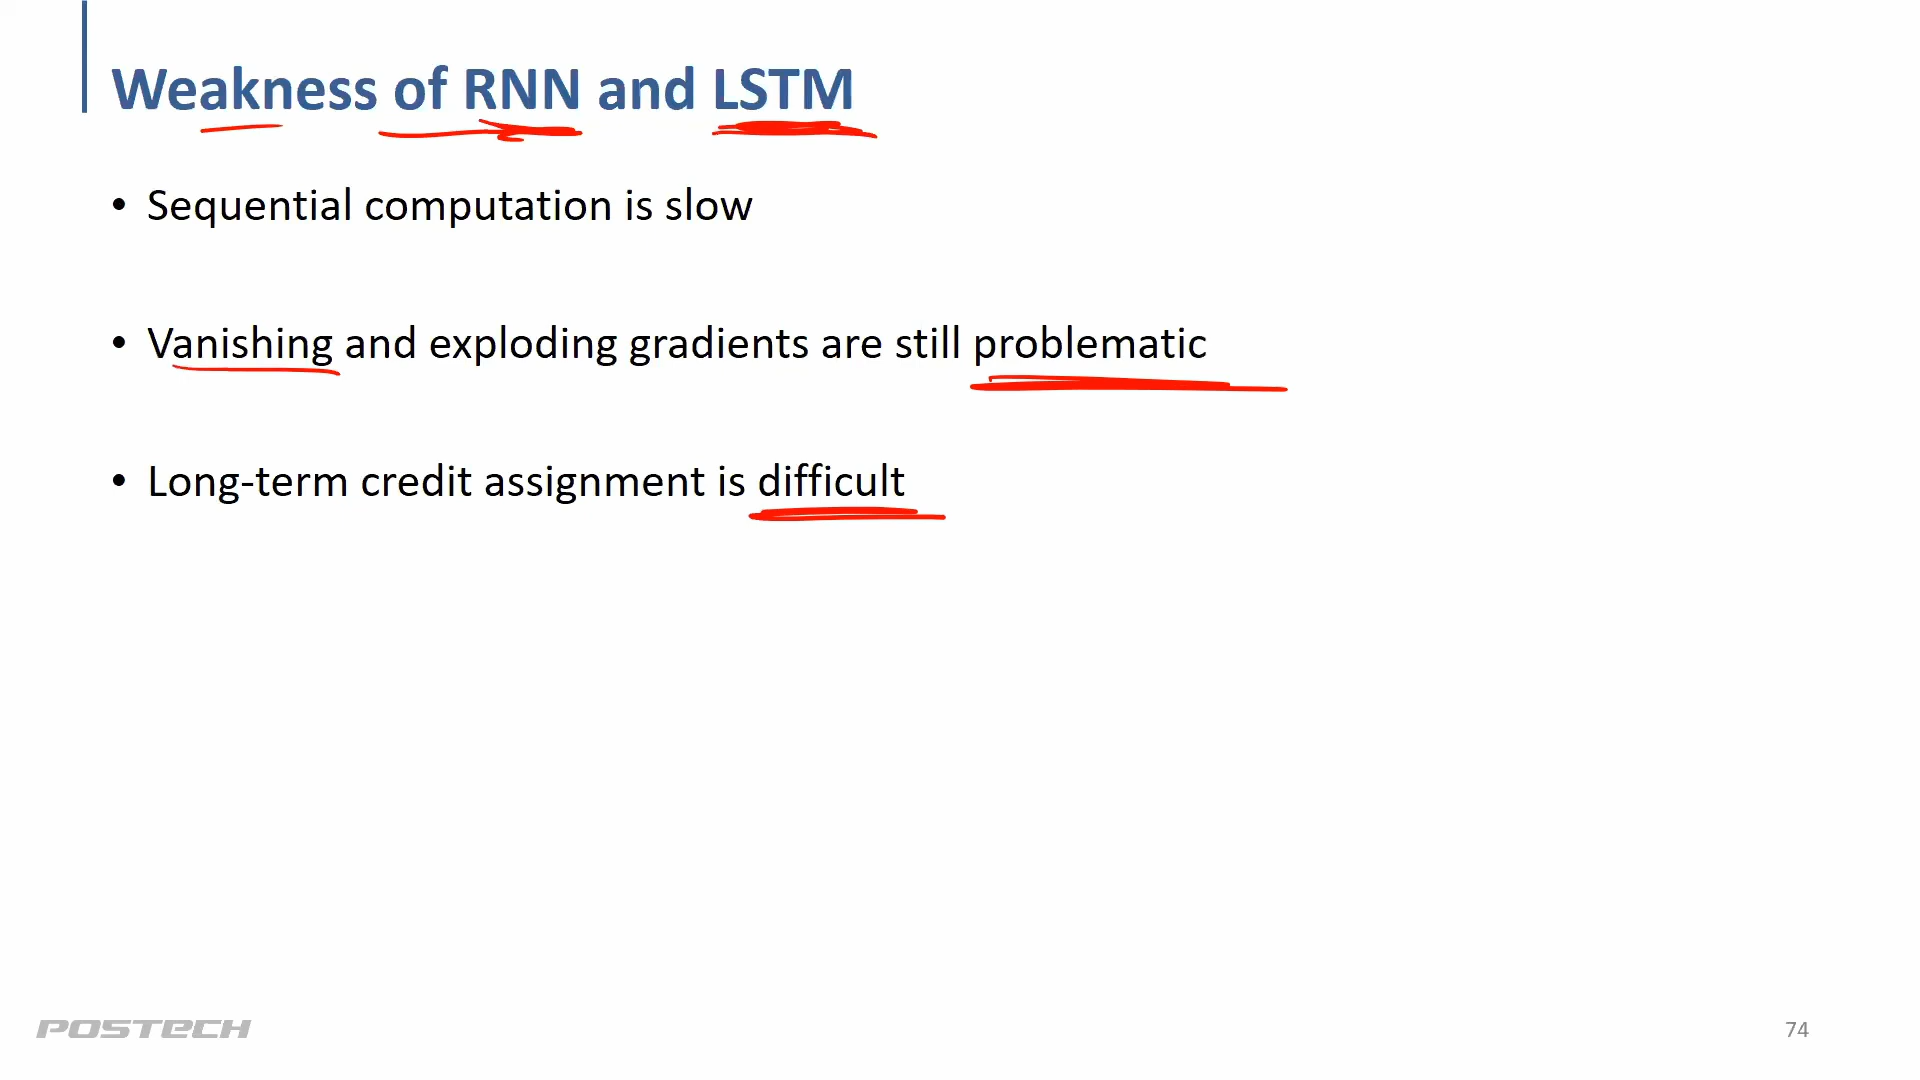 Weakness of RNN and LSTM
• Sequential computation is slow
• Vanishing and exploding gradients are still problematic
• Long-term credit assignment is difficult
POSTECH
74